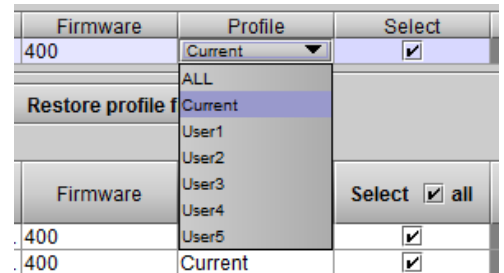 Firmware Profile Select
400 Current
ALL
Restore profile f Current
User1
User2
Firmware User3 Select all
User4
. 400 User5
400 Current